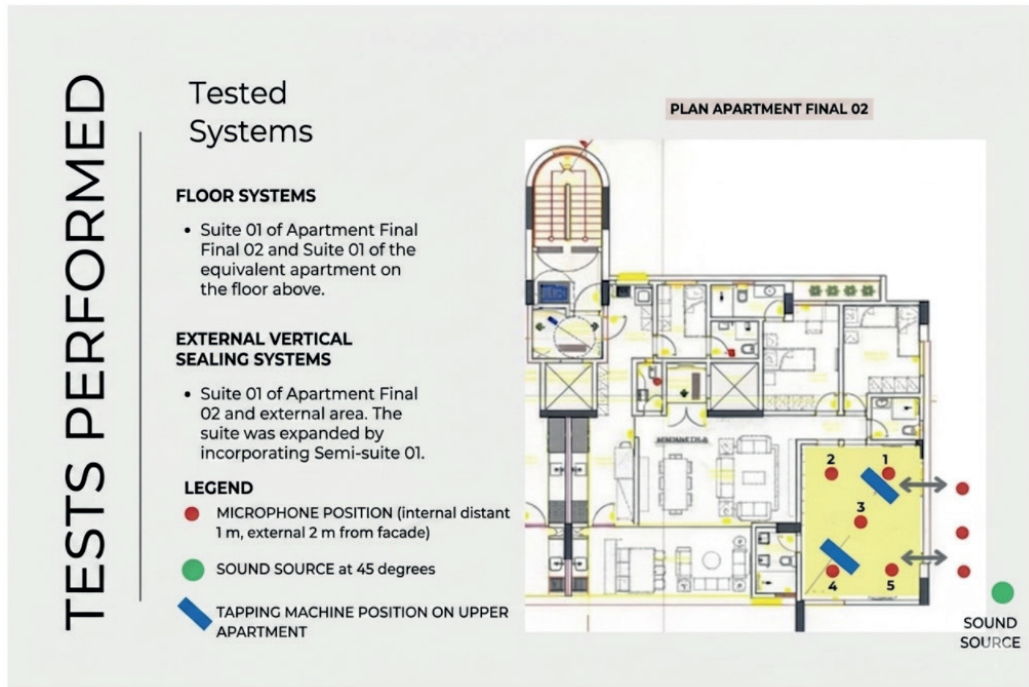 TESTS PERFORMED
Tested
Systems
FLOOR SYSTEMS
• Suite 01 of Apartment Final
Final 02 and Suite 01 of the
equivalent apartment on
the floor above.
EXTERNAL VERTICAL
SEALING SYSTEMS
• Suite 01 of Apartment Final
02 and external area. The
suite was expanded by
incorporating Semi-suite 01.
LEGEND
MICROPHONE POSITION (internal distant
1 m, external 2 m from facade)
SOUND SOURCE at 45 degrees
TAPPING MACHINE POSITION ON UPPER
APARTMENT
PLAN APARTMENT FINAL 02
2 1
3
4 5
SOUND
SOURCE